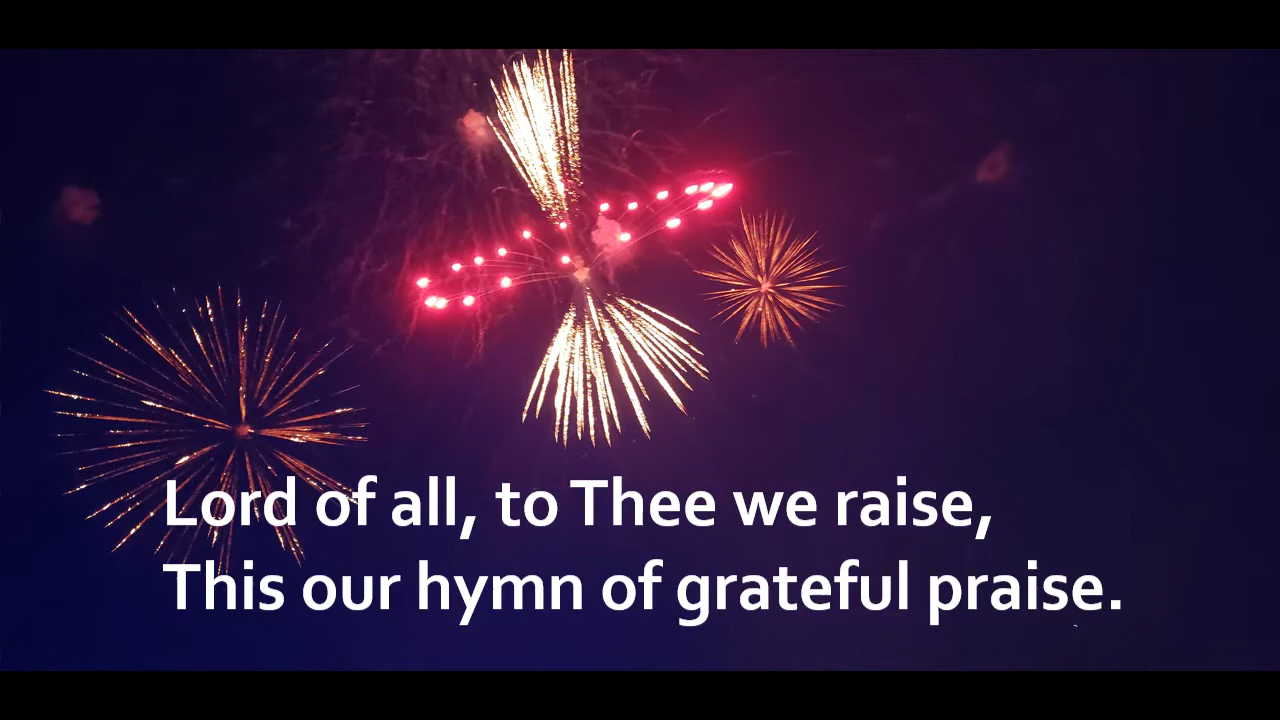 Lord of all, to Thee we raise,
This our hymn of grateful praise.